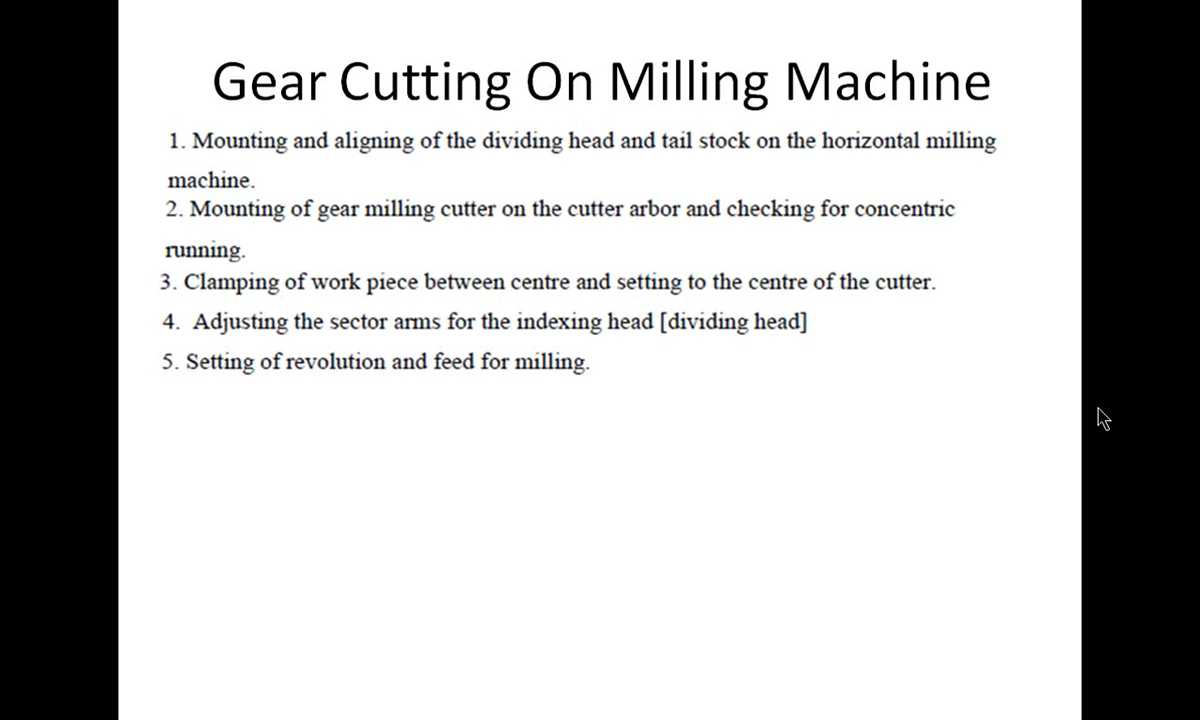 Gear Cutting On Milling Machine
1. Mounting and aligning of the dividing head and tail stock on the horizontal milling
machine.
2. Mounting of gear milling cutter on the cutter arbor and checking for concentric
running.
3. Clamping of work piece between centre and setting to the centre of the cutter.
4. Adjusting the sector arms for the indexing head [dividing head]
5. Setting of revolution and feed for milling.